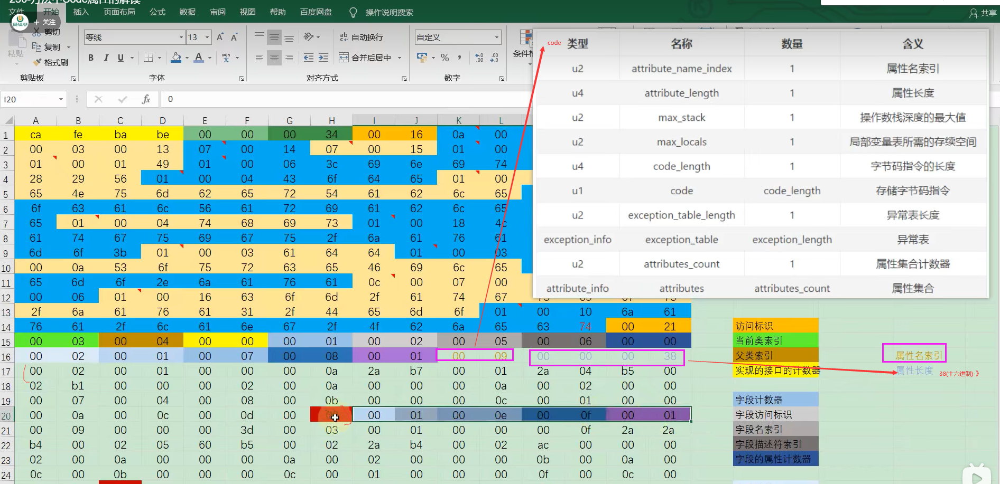 256-方法中Code属性的解读
文件 开始 插入 页面布局 公式 数据 审阅 视图 帮助 百度网盘 操作说明搜索 共享
+ 关注
剪切
粘贴 复制
格式刷
等线 13 自动换行 自定义
B I U wén 文 合并后居中 % 条件格
剪贴板 字体 对齐方式 数字
I20 fx 0
code 类型 名称 数量 含义
u2 attribute_name_index 1 属性名索引
u4 attribute_length 1 属性长度
u2 max_stack 1 操作数栈深度的最大值
u2 max_locals 1 局部变量表所需的存续空间
u4 code_length 1 字节码指令的长度
u1 code code_length 存储字节码指令
u2 exception_table_length 1 异常表长度
exception_info exception_table exception_length 异常表
u2 attributes_count 1 属性集合计数器
attribute_info attributes attributes_count 属性集合
A B C D E F G H I J K L
1 ca fe ba be 00 00 00 34 00 16 0a 00
2 00 03 00 13 07 00 14 07 00 15 01 00
3 01 00 01 49 01 00 06 3c 69 6e 69 74
4 28 29 56 01 00 04 43 6f 64 65 01 00
5 65 4e 75 6d 62 65 72 54 61 62 6c 65
6 6f 63 61 6c 56 61 72 69 61 62 6c 65
7 65 01 00 04 74 68 69 73 01 00 18 4c
8 61 74 67 75 69 67 75 2f 6a 61 76 61
9 6d 6f 3b 01 00 03 61 64 64 01 00 03
10 00 0a 53 6f 75 72 63 65 46 69 6c 65
11 65 6d 6f 2e 6a 61 76 61 0c 00 07 00
12 00 06 01 00 16 63 6f 6d 2f 61 74 67
13 2f 6a 61 76 61 31 2f 44 65 6d 6f 01 00 10 6a 61
14 76 61 2f 6c 61 6e 67 2f 4f 62 6a 65 63 74 00 21 访问标识
15 00 03 00 04 00 00 00 01 00 02 00 05 00 06 00 00 当前类索引
16 00 02 00 01 00 07 00 08 00 01 00 09 00 00 00 38 父类索引 属性名索引
17 00 02 00 01 00 00 00 0a 2a b7 00 01 2a 04 b5 00 实现的接口的计数器 属性长度 38(十六进制)-》
18 02 b1 00 00 00 02 00 0a 00 00 00 0a 00 02 00 00
19 00 07 00 04 00 08 00 0b 00 00 00 0c 00 01 00 00 字段计数器
20 00 0a 00 0c 00 0d 00 00 01 00 0e 00 0f 00 01 字段访问标识
21 00 09 00 00 00 3d 00 03 00 01 00 00 00 0f 2a 2a 字段名索引
22 b4 00 02 05 60 b5 00 02 2a b4 00 02 ac 00 00 00 字段描述符索引
23 02 00 0a 00 00 00 0a 00 02 00 00 00 0b 00 0a 00 字段的属性计数器
24 0c 00 0b 00 00 0c 00 00 01 00 00 00 0f 00 0c 00